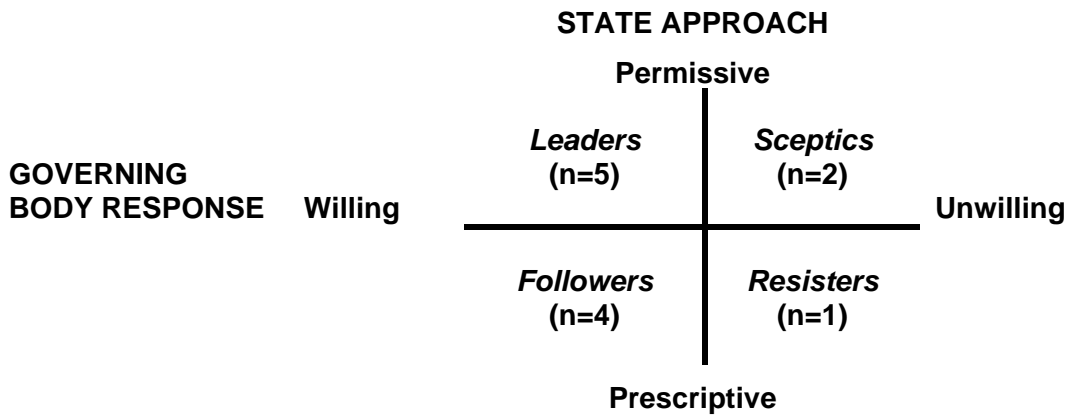 STATE APPROACH
Permissive
Leaders
(n=5)
Sceptics
(n=2)
GOVERNING
BODY RESPONSE
Willing
Unwilling
Followers
(n=4)
Resisters
(n=1)
Prescriptive